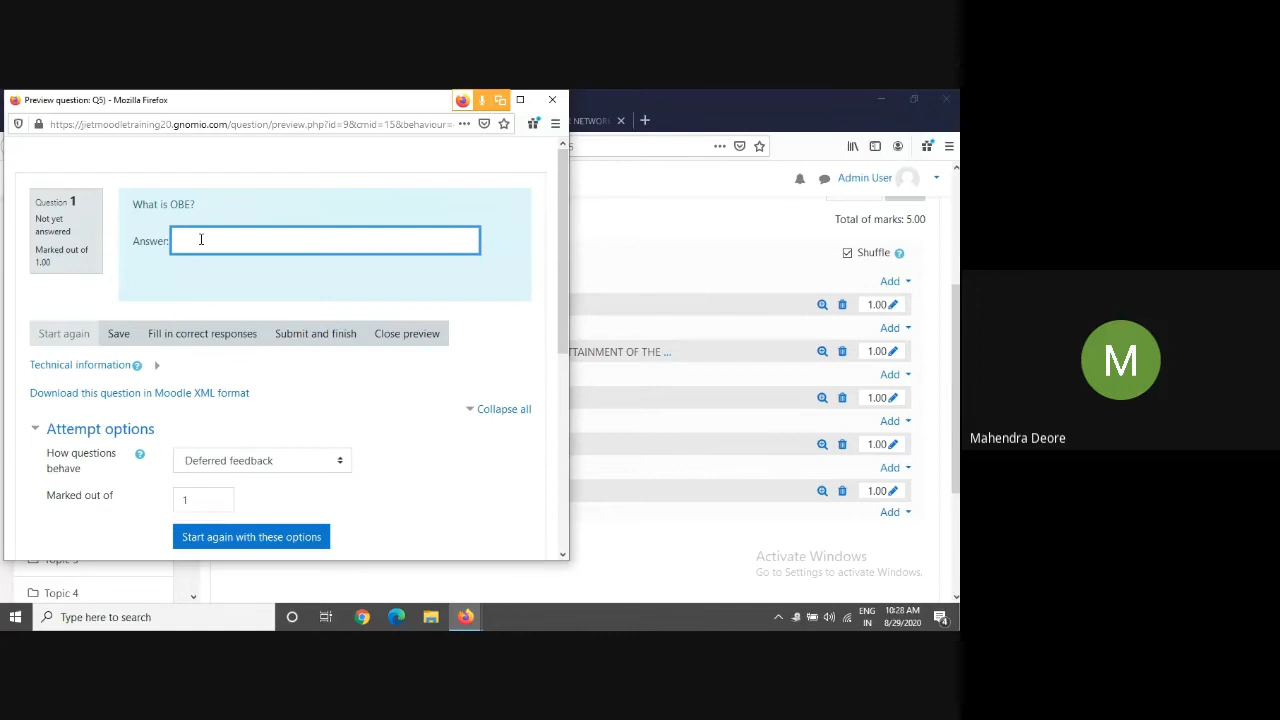 Preview question: Q5) - Mozilla Firefox
https://jietmoodletraining20.gnomio.com/question/preview.php?id=9&cmid=15&behaviour=
Question 1
Not yet
answered
Marked out of
1.00
What is OBE?
Answer:
Start again
Save
Fill in correct responses
Submit and finish
Close preview
Technical information
Download this question in Moodle XML format
Collapse all
Attempt options
How questions
behave
Deferred feedback
Marked out of
1
Start again with these options
NETWOR
Admin User
Total of marks: 5.00
Shuffle
Add
1.00
Add
TTAINMENT OF THE ...
1.00
Add
1.00
Add
1.00
Add
1.00
Add
Activate Windows
Go to Settings to activate Windows.
Topic 4
Type here to search
ENG
IN
10:28 AM
8/29/2020
4
M
Mahendra Deore